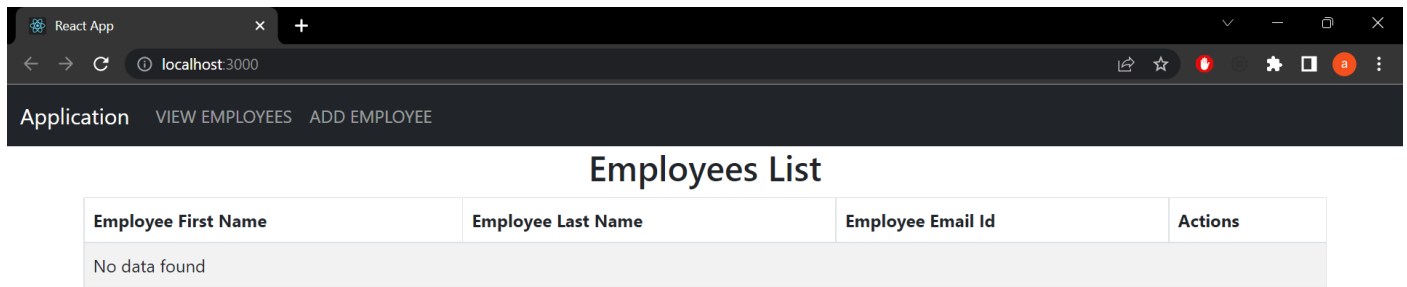 React App
localhost:3000
a
Application VIEW EMPLOYEES ADD EMPLOYEE
Employees List
Employee First Name Employee Last Name Employee Email Id Actions
No data found